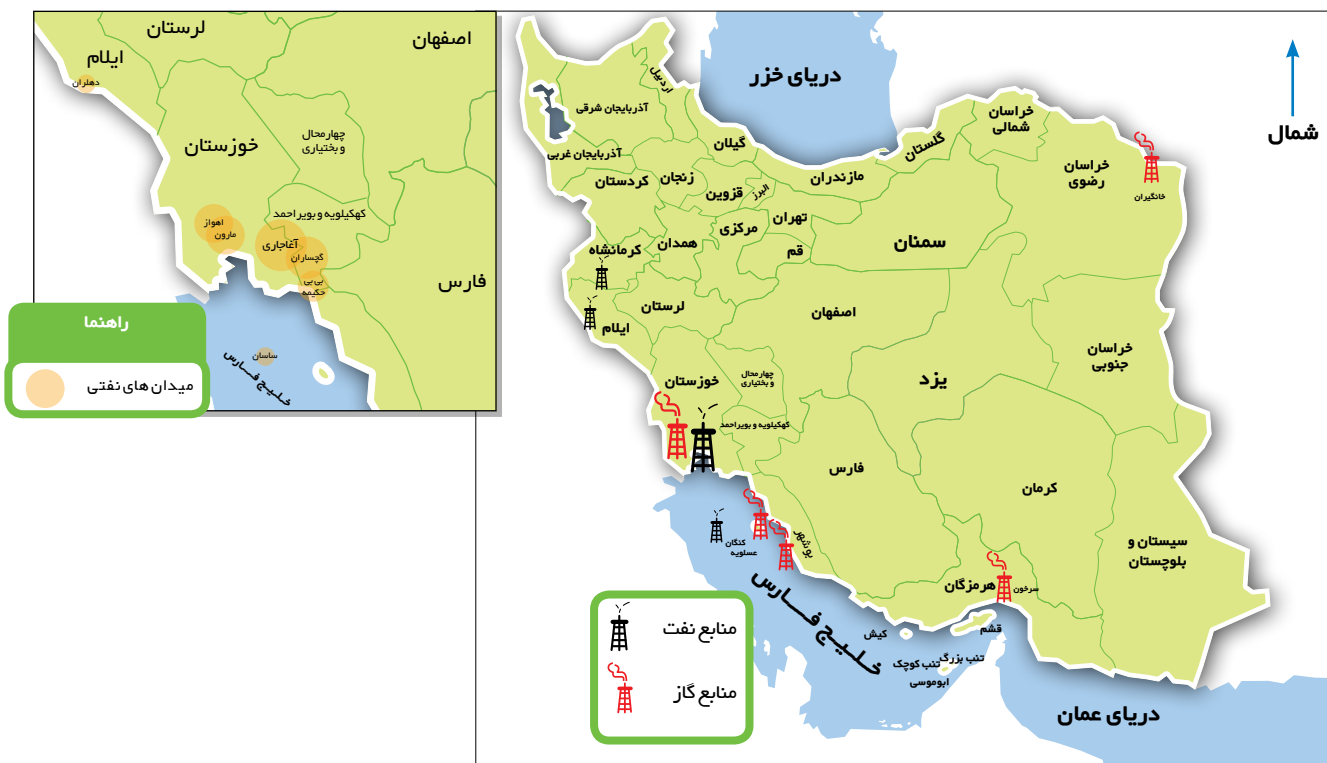 لرستان
اصفهان
ایلام
دهلران
خوزستان
چهارمحال
و بختیاری
کهکیلویه و بویراحمد
اهواز
مارون
آغاجاری
گچساران
بی بی
حکیمه
فارس
ساسان
خلیج فارس
راهنما
میدان های نفتی
دریای خزر
شمال
اردبیل
آذربایجان شرقی
آذربایجان غربی
گیلان
زنجان
کردستان
قزوین
البرز
مازندران
گلستان
خراسان
شمالی
خراسان
رضوی
خانگیران
تهران
مرکزی
همدان
قم
سمنان
کرمانشاه
لرستان
ایلام
اصفهان
خراسان
جنوبی
یزد
خوزستان
چهارمحال
و بختیاری
کهکیلویه و بویراحمد
فارس
کرمان
سیستان و
بلوچستان
کنگان
عسلویه
بوشهر
هرمزگان
سرخون
خلیج فارس
کیش
قشم
تنب بزرگ
تنب کوچک
ابوموسی
دریای عمان
منابع نفت
منابع گاز